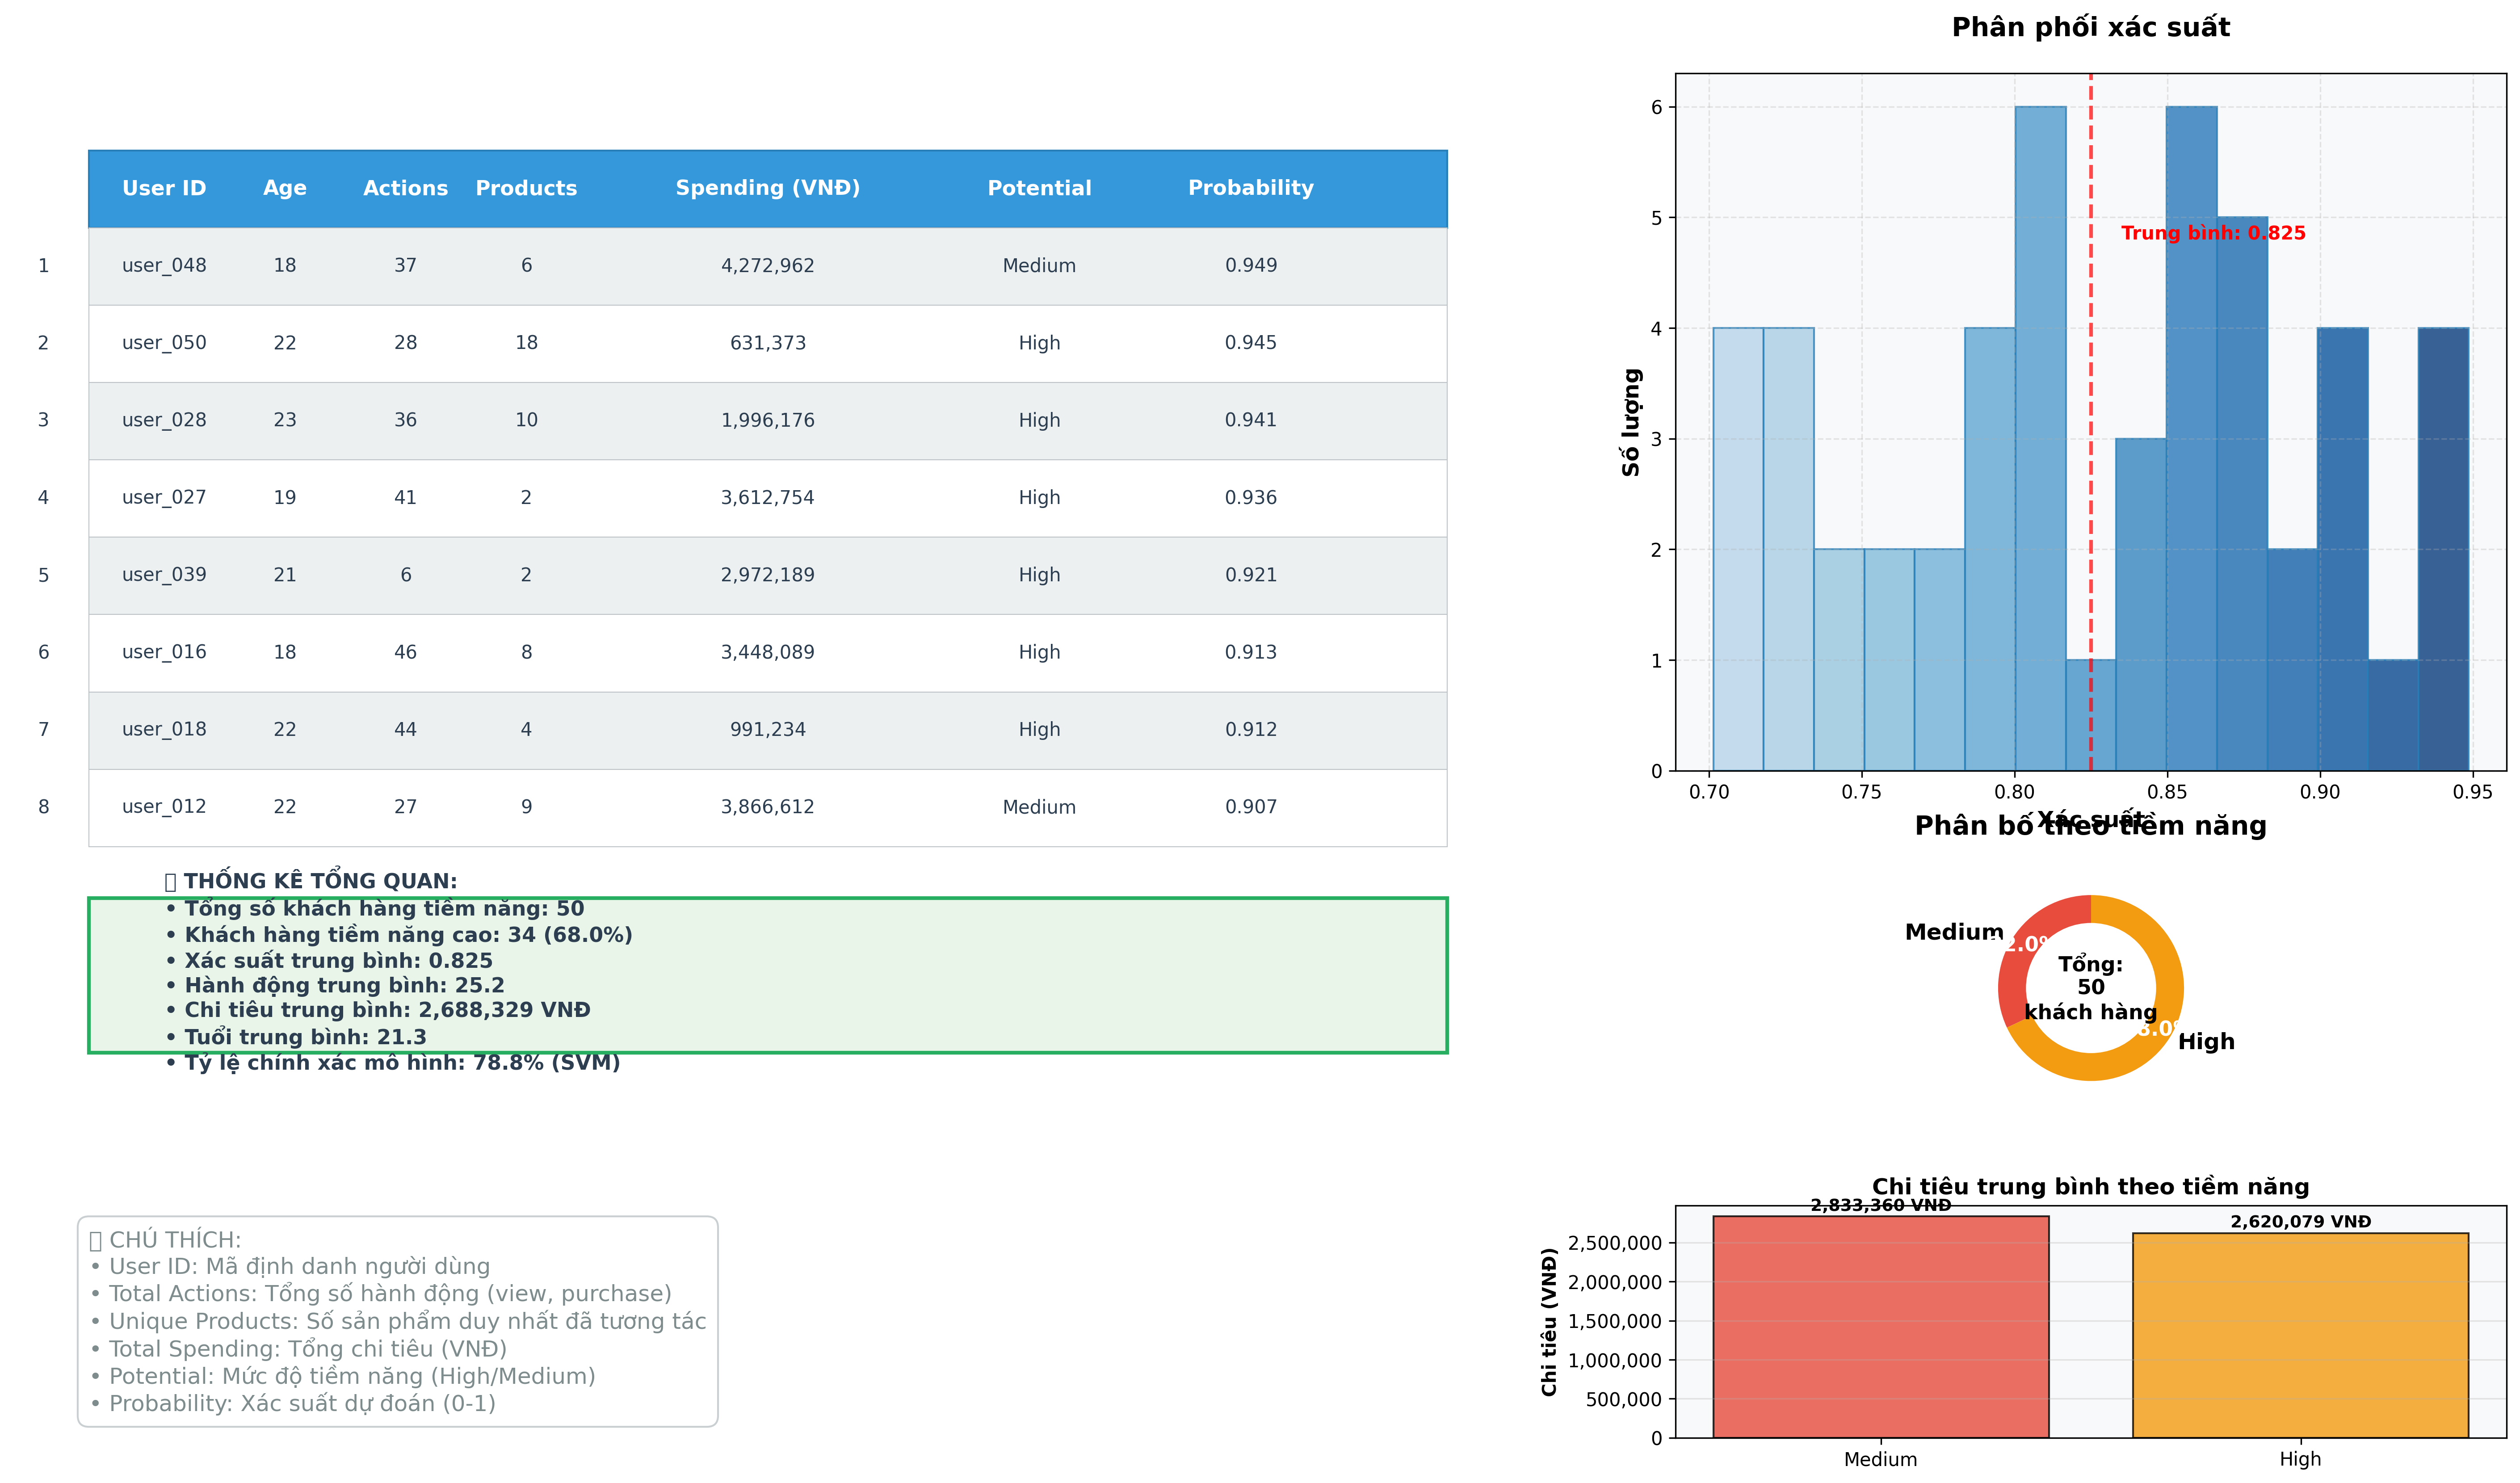 User ID Age Actions Products Spending (VNĐ) Potential Probability
1 user_048 18 37 6 4,272,962 Medium 0.949
2 user_050 22 28 18 631,373 High 0.945
3 user_028 23 36 10 1,996,176 High 0.941
4 user_027 19 41 2 3,612,754 High 0.936
5 user_039 21 6 2 2,972,189 High 0.921
6 user_016 18 46 8 3,448,089 High 0.913
7 user_018 22 44 4 991,234 High 0.912
8 user_012 22 27 9 3,866,612 Medium 0.907
THỐNG KÊ TỔNG QUAN:
• Tổng số khách hàng tiềm năng: 50
• Khách hàng tiềm năng cao: 34 (68.0%)
• Xác suất trung bình: 0.825
• Hành động trung bình: 25.2
• Chi tiêu trung bình: 2,688,329 VNĐ
• Tuổi trung bình: 21.3
• Tỷ lệ chính xác mô hình: 78.8% (SVM)
CHÚ THÍCH:
• User ID: Mã định danh người dùng
• Total Actions: Tổng số hành động (view, purchase)
• Unique Products: Số sản phẩm duy nhất đã tương tác
• Total Spending: Tổng chi tiêu (VNĐ)
• Potential: Mức độ tiềm năng (High/Medium)
• Probability: Xác suất dự đoán (0-1)
Phân phối xác suất
Số lượng
6
5
Trung bình: 0.825
4
3
2
1
0
0.70 0.75 0.80 0.85 0.90 0.95
Xác suất
Phân bố theo tiềm năng
Medium
2.0%
Tổng:
50
khách hàng
8.0%
High
Chi tiêu trung bình theo tiềm năng
2,833,360 VNĐ
2,620,079 VNĐ
Chi tiêu (VNĐ)
2,500,000
2,000,000
1,500,000
1,000,000
500,000
0
Medium High